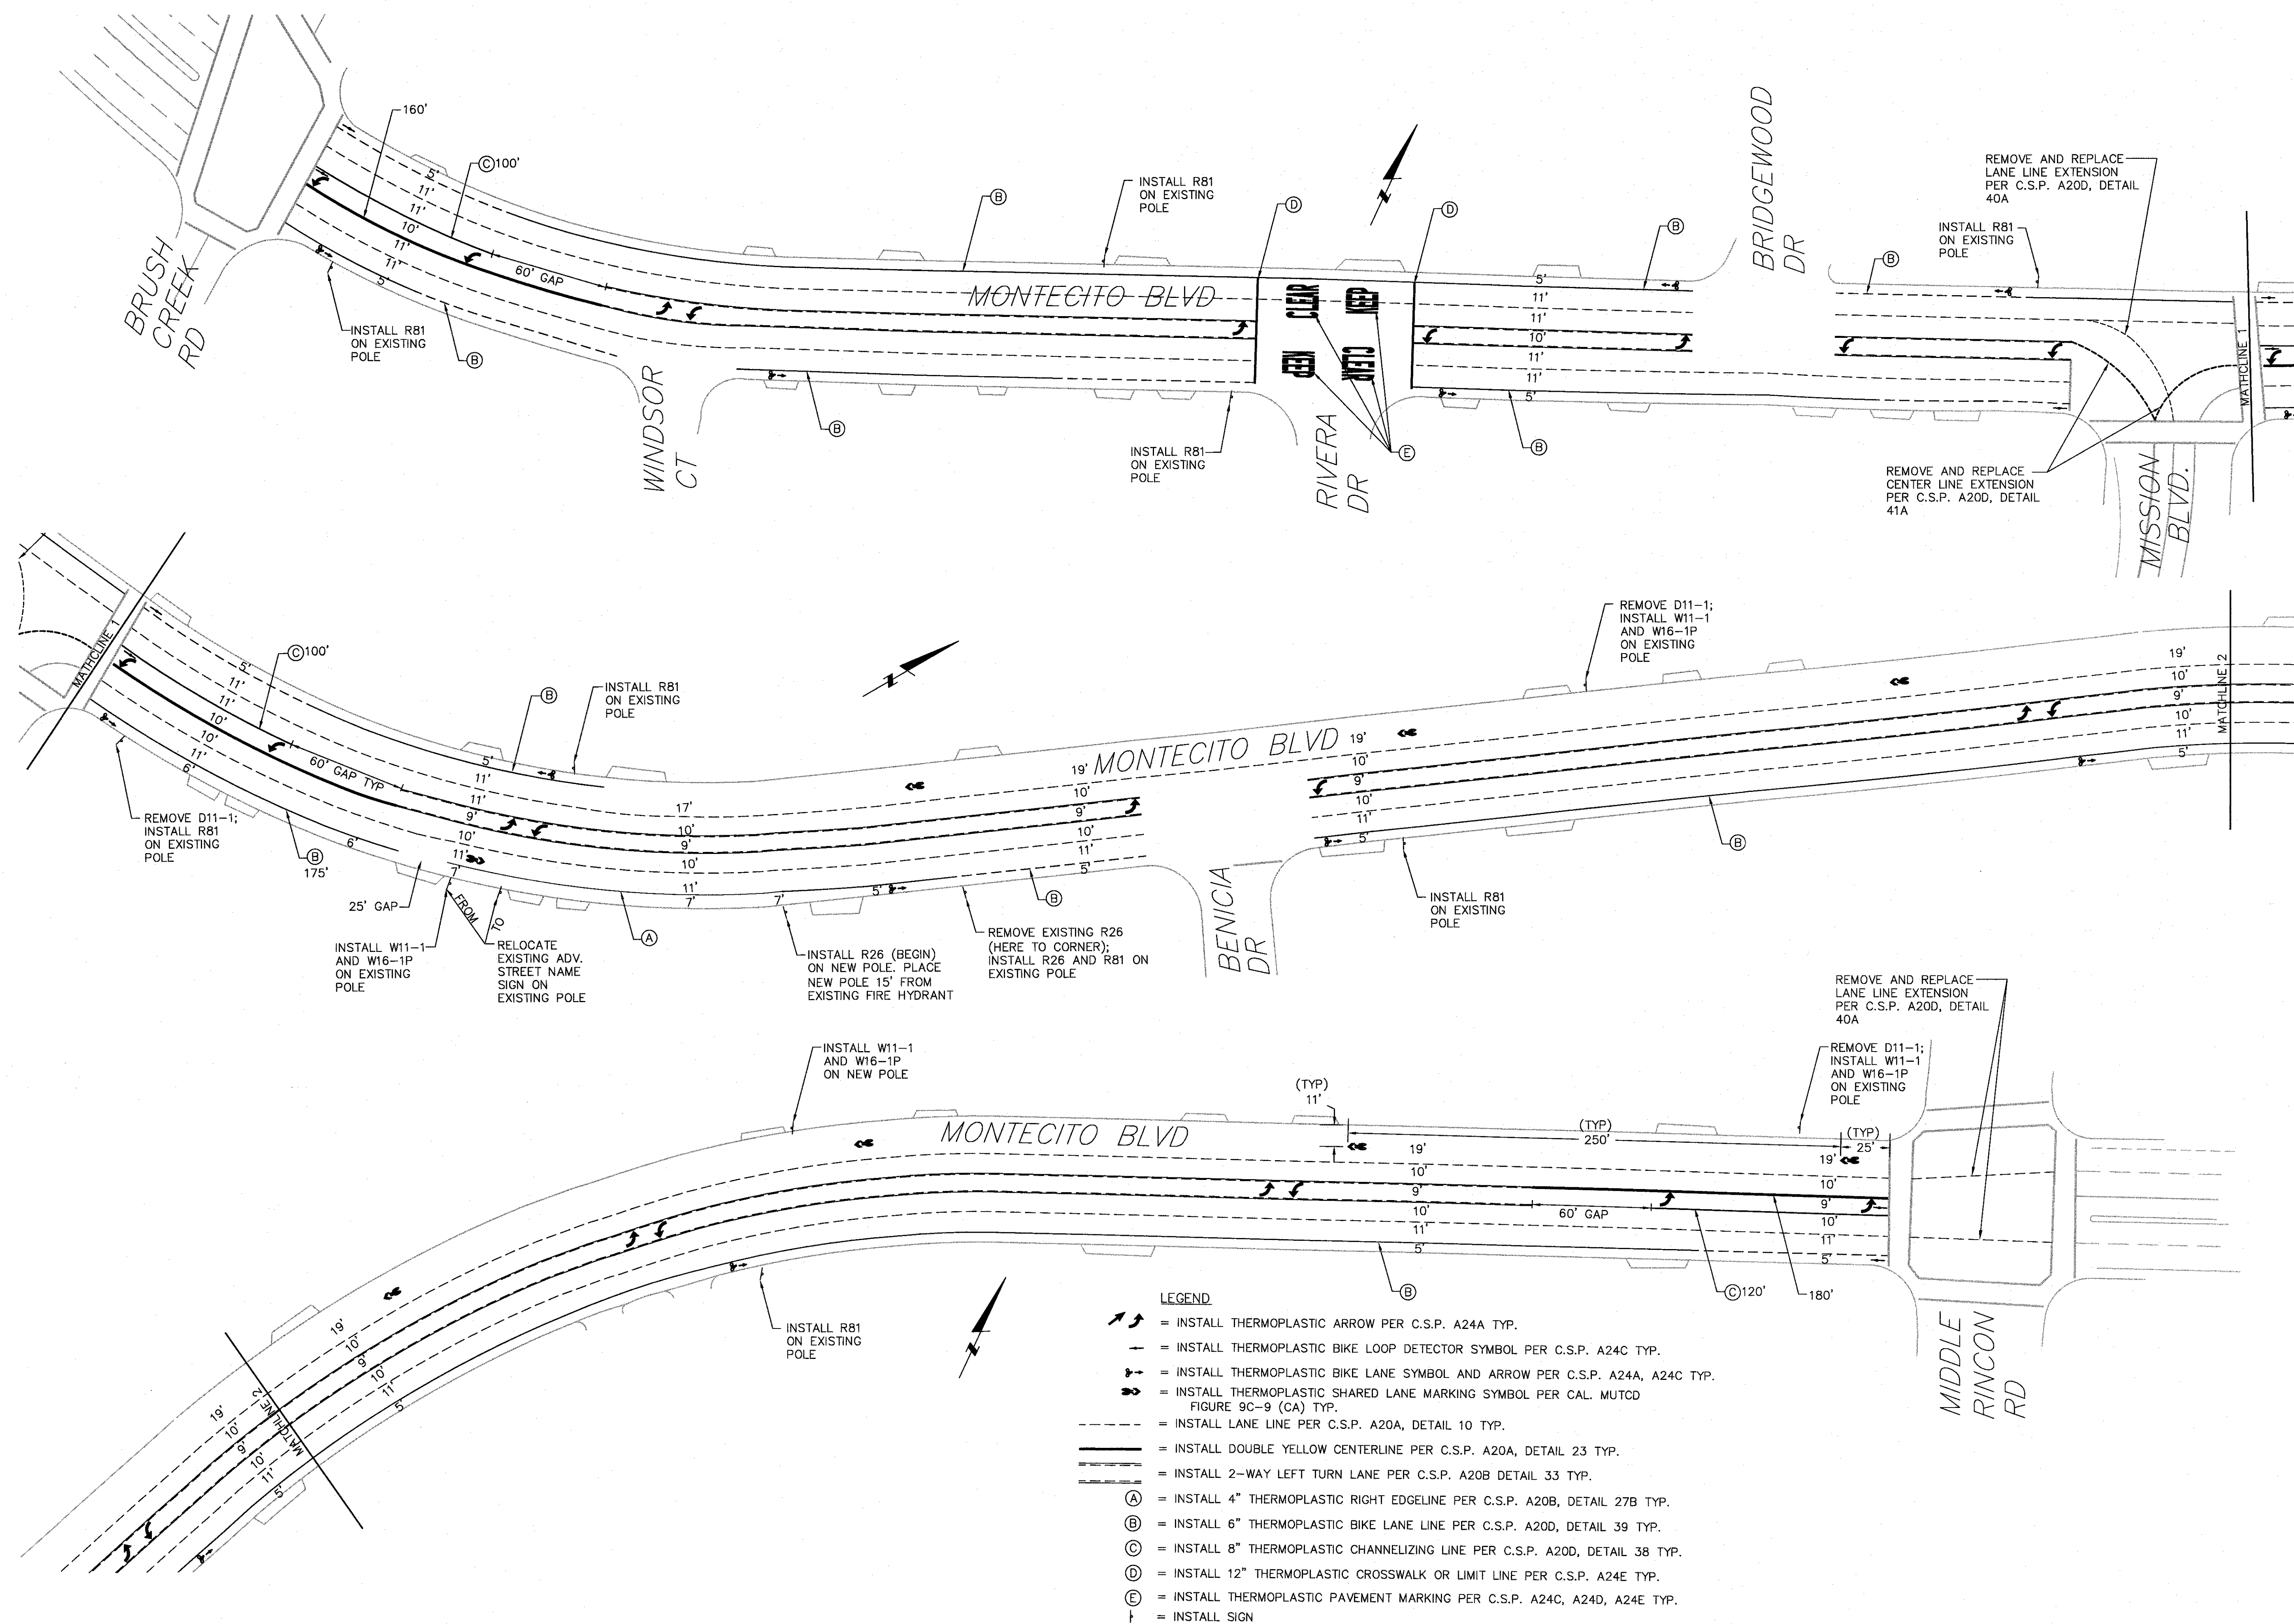 160'
Ⓒ100'
5'
11'
11'
10'
11'
11'
5'
60' GAP
BRUSH
CREEK
RD
INSTALL R81
ON EXISTING
POLE
Ⓑ
WINDSOR
CT
Ⓑ
INSTALL R81
ON EXISTING
POLE
MONTECITO BLVD
Ⓑ
INSTALL R81
ON EXISTING
POLE
Ⓓ
CLEAR
KEEP
KEEP
CLEAR
Ⓔ
RIVERA
DR
Ⓓ
5'
11'
11'
10'
11'
11'
5'
Ⓑ
Ⓑ
BRIDGEWOOD
DR
Ⓑ
REMOVE AND REPLACE
LANE LINE EXTENSION
PER C.S.P. A20D, DETAIL
40A
INSTALL R81
ON EXISTING
POLE
REMOVE AND REPLACE
CENTER LINE EXTENSION
PER C.S.P. A20D, DETAIL
41A
MISSION
BLVD.
MATHCLINE 1
MATHCLINE 1
Ⓒ100'
5'
11'
11'
10'
10'
11'
6'
60' GAP TYP
REMOVE D11-1;
INSTALL R81
ON EXISTING
POLE
Ⓑ
175'
6'
25' GAP
Ⓑ
INSTALL R81
ON EXISTING
POLE
5'
11'
11'
9'
10'
11'
7'
FROM
TO
INSTALL W11-1
AND W16-1P
ON EXISTING
POLE
RELOCATE
EXISTING ADV.
STREET NAME
SIGN ON
EXISTING POLE
Ⓐ
17'
10'
9'
10'
11'
7'
7'
5'
INSTALL R26 (BEGIN)
ON NEW POLE. PLACE
NEW POLE 15' FROM
EXISTING FIRE HYDRANT
REMOVE EXISTING R26
(HERE TO CORNER);
INSTALL R26 AND R81 ON
EXISTING POLE
Ⓑ
19'
10'
9'
10'
11'
5'
MONTECITO BLVD
BENICIA
DR
19'
10'
9'
10'
11'
5'
INSTALL R81
ON EXISTING
POLE
REMOVE D11-1;
INSTALL W11-1
AND W16-1P
ON EXISTING
POLE
Ⓑ
19'
10'
9'
10'
11'
5'
MATCHLINE 2
REMOVE AND REPLACE
LANE LINE EXTENSION
PER C.S.P. A20D, DETAIL
40A
INSTALL W11-1
AND W16-1P
ON NEW POLE
REMOVE D11-1;
INSTALL W11-1
AND W16-1P
ON EXISTING
POLE
(TYP)
11'
(TYP)
250'
(TYP)
25'
MONTECITO BLVD
19'
10'
9'
10'
11'
5'
19'
10'
9'
10'
11'
5'
60' GAP
Ⓒ120'
180'
Ⓑ
MIDDLE
RINCON
RD
INSTALL R81
ON EXISTING
POLE
19'
10'
9'
10'
11'
5'
MATCHLINE 2
19'
10'
9'
10'
11'
5'
LEGEND
= INSTALL THERMOPLASTIC ARROW PER C.S.P. A24A TYP.
= INSTALL THERMOPLASTIC BIKE LOOP DETECTOR SYMBOL PER C.S.P. A24C TYP.
= INSTALL THERMOPLASTIC BIKE LANE SYMBOL AND ARROW PER C.S.P. A24A, A24C TYP.
= INSTALL THERMOPLASTIC SHARED LANE MARKING SYMBOL PER CAL. MUTCD
FIGURE 9C-9 (CA) TYP.
= INSTALL LANE LINE PER C.S.P. A20A, DETAIL 10 TYP.
= INSTALL DOUBLE YELLOW CENTERLINE PER C.S.P. A20A, DETAIL 23 TYP.
= INSTALL 2-WAY LEFT TURN LANE PER C.S.P. A20B DETAIL 33 TYP.
Ⓐ = INSTALL 4" THERMOPLASTIC RIGHT EDGELINE PER C.S.P. A20B, DETAIL 27B TYP.
Ⓑ = INSTALL 6" THERMOPLASTIC BIKE LANE LINE PER C.S.P. A20D, DETAIL 39 TYP.
Ⓒ = INSTALL 8" THERMOPLASTIC CHANNELIZING LINE PER C.S.P. A20D, DETAIL 38 TYP.
Ⓓ = INSTALL 12" THERMOPLASTIC CROSSWALK OR LIMIT LINE PER C.S.P. A24E TYP.
Ⓔ = INSTALL THERMOPLASTIC PAVEMENT MARKING PER C.S.P. A24C, A24D, A24E TYP.
= INSTALL SIGN